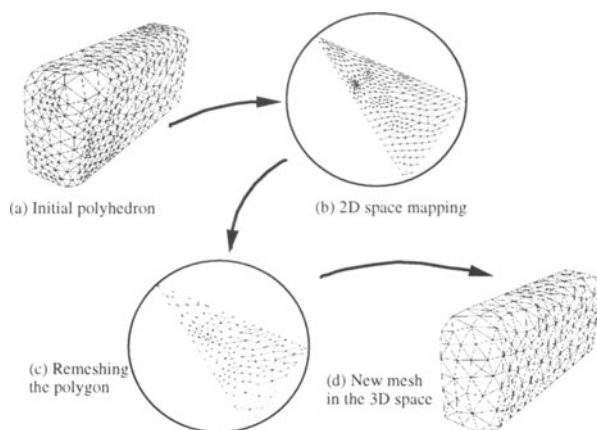 (a) Initial polyhedron
(b) 2D space mapping
(c) Remeshing
the polygon
(d) New mesh
in the 3D space